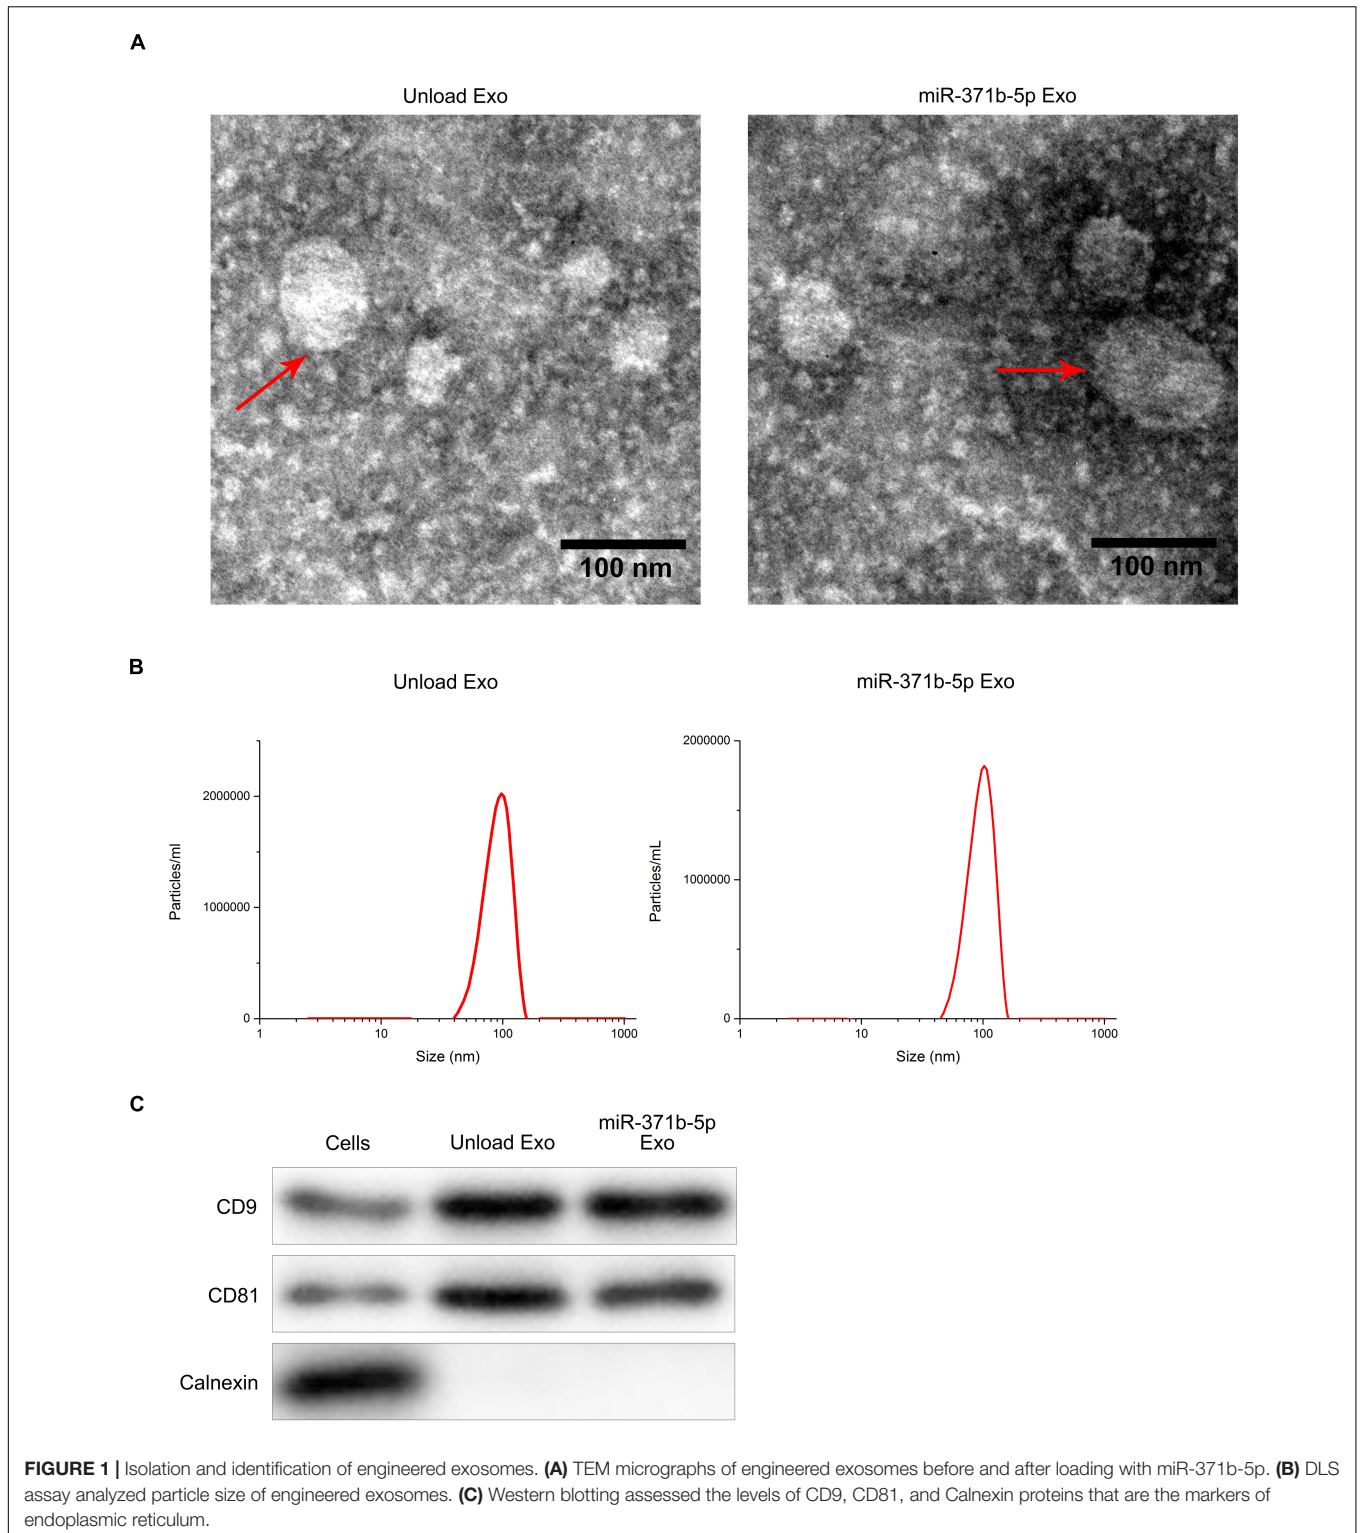 A
Unload Exo
miR-371b-5p Exo
100 nm
100 nm
B
Unload Exo
miR-371b-5p Exo
2000000
1000000
0
Particles/ml
1
10
100
1000
Size (nm)
2000000
1000000
0
Particles/mL
1
10
100
1000
Size (nm)
C
Cells
Unload Exo
miR-371b-5p
Exo
CD9
CD81
Calnexin
FIGURE 1 | Isolation and identification of engineered exosomes. (A) TEM micrographs of engineered exosomes before and after loading with miR-371b-5p. (B) DLS
assay analyzed particle size of engineered exosomes. (C) Western blotting assessed the levels of CD9, CD81, and Calnexin proteins that are the markers of
endoplasmic reticulum.